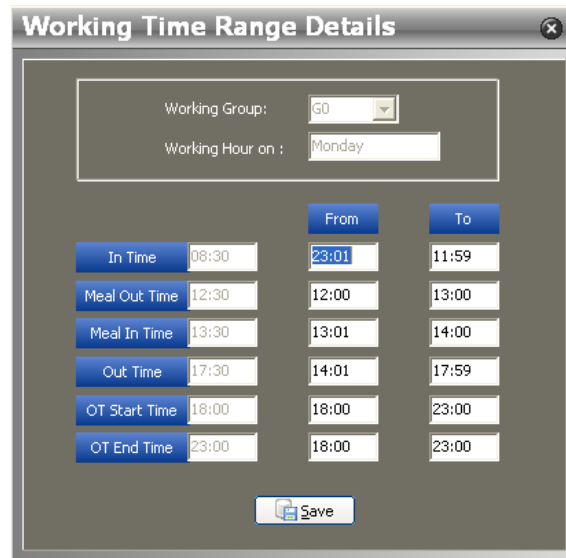 Working Time Range Details
Working Group: G0
Working Hour on : Monday
From To
In Time 08:30 23:01 11:59
Meal Out Time 12:30 12:00 13:00
Meal In Time 13:30 13:01 14:00
Out Time 17:30 14:01 17:59
OT Start Time 18:00 18:00 23:00
OT End Time 23:00 18:00 23:00
Save